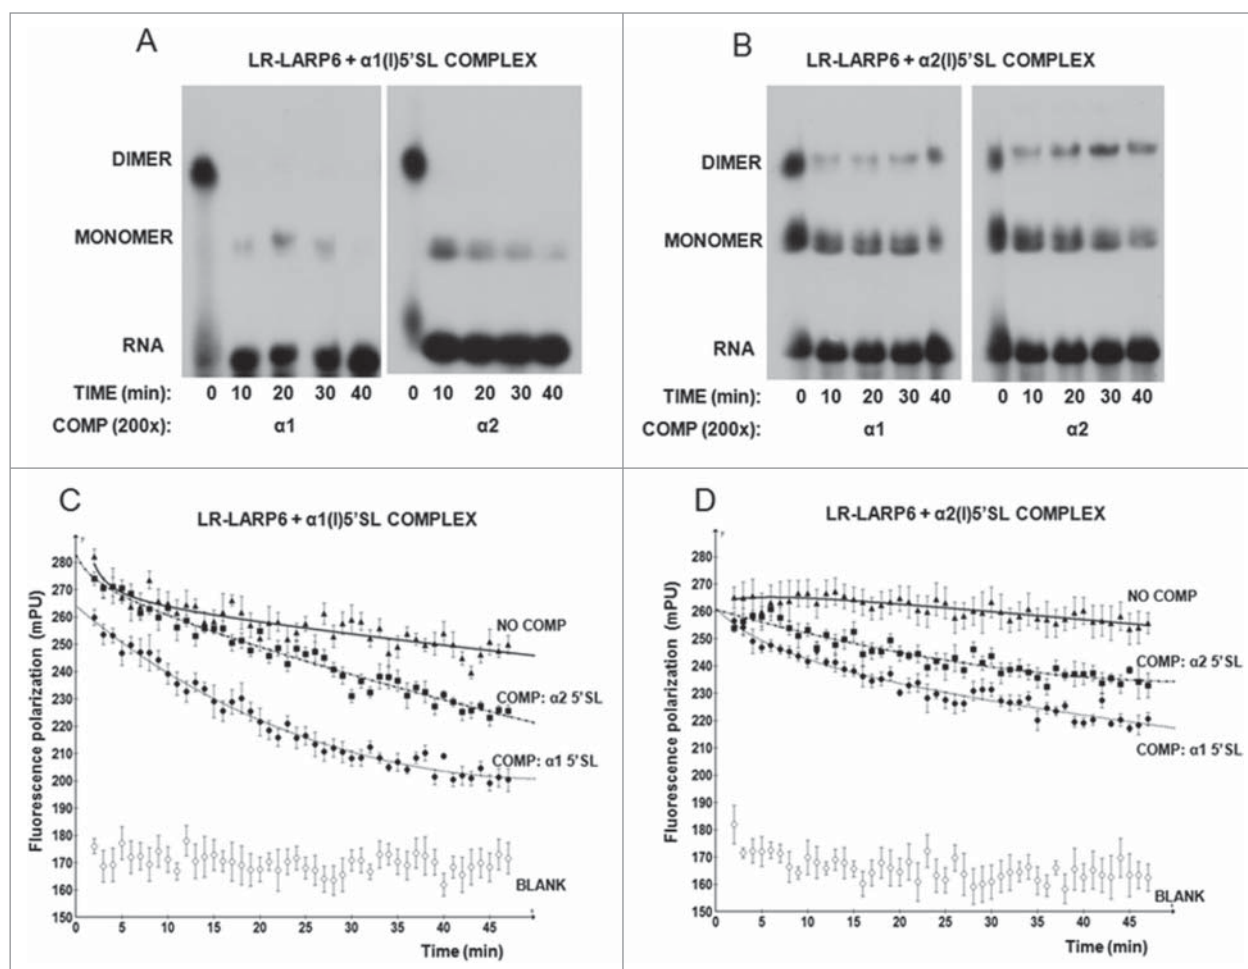 A
LR-LARP6 + α1(I)5'SL COMPLEX
DIMER
MONOMER
RNA
TIME (min): 0 10 20 30 40 0 10 20 30 40
COMP (200x): α1 α2
B
LR-LARP6 + α2(I)5'SL COMPLEX
DIMER
MONOMER
RNA
TIME (min): 0 10 20 30 40 0 10 20 30 40
COMP (200x): α1 α2
C
LR-LARP6 + α1(I)5'SL COMPLEX
Fluorescence polarization (mPU)
280
270
260
250
240
230
220
210
200
190
180
170
160
150
NO COMP
COMP: α2 5'SL
COMP: α1 5'SL
BLANK
0 5 10 15 20 25 30 35 40 45
Time (min)
D
LR-LARP6 + α2(I)5'SL COMPLEX
Fluorescence polarization (mPU)
280
270
260
250
240
230
220
210
200
190
180
170
160
150
NO COMP
COMP: α2 5'SL
COMP: α1 5'SL
BLANK
0 5 10 15 20 25 30 35 40 45
Time (min)